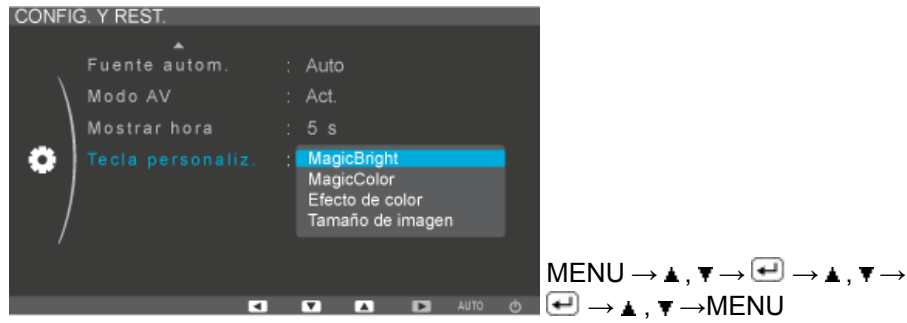 CONFIG. Y REST.
Fuente autom. : Auto
Modo AV : Act.
Mostrar hora : 5 s
Tecla personaliz. : MagicBright
MagicColor
Efecto de color
Tamaño de imagen
AUTO
MENU → ▲ , ▼ → ↵ → ▲ , ▼ →
↵ → ▲ , ▼ →MENU